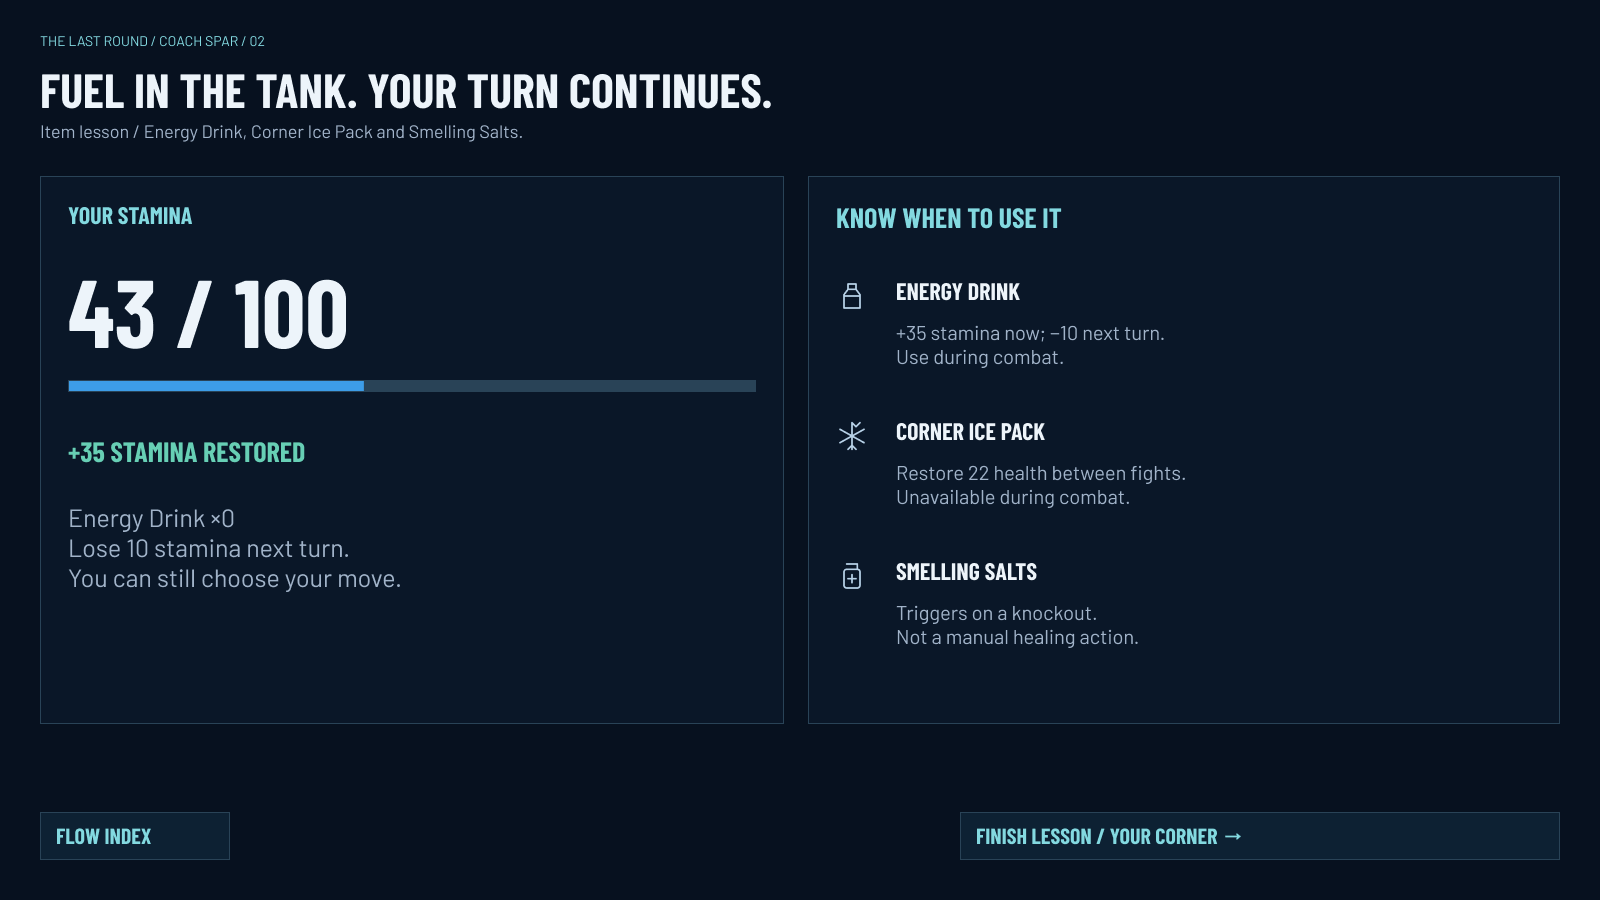 THE LAST ROUND / COACH SPAR / 02
FUEL IN THE TANK. YOUR TURN CONTINUES.
Item lesson / Energy Drink, Corner Ice Pack and Smelling Salts.
YOUR STAMINA
43 / 100
+35 STAMINA RESTORED
Energy Drink ×0
Lose 10 stamina next turn.
You can still choose your move.
KNOW WHEN TO USE IT
ENERGY DRINK
+35 stamina now; −10 next turn.
Use during combat.
CORNER ICE PACK
Restore 22 health between fights.
Unavailable during combat.
SMELLING SALTS
Triggers on a knockout.
Not a manual healing action.
FLOW INDEX
FINISH LESSON / YOUR CORNER →